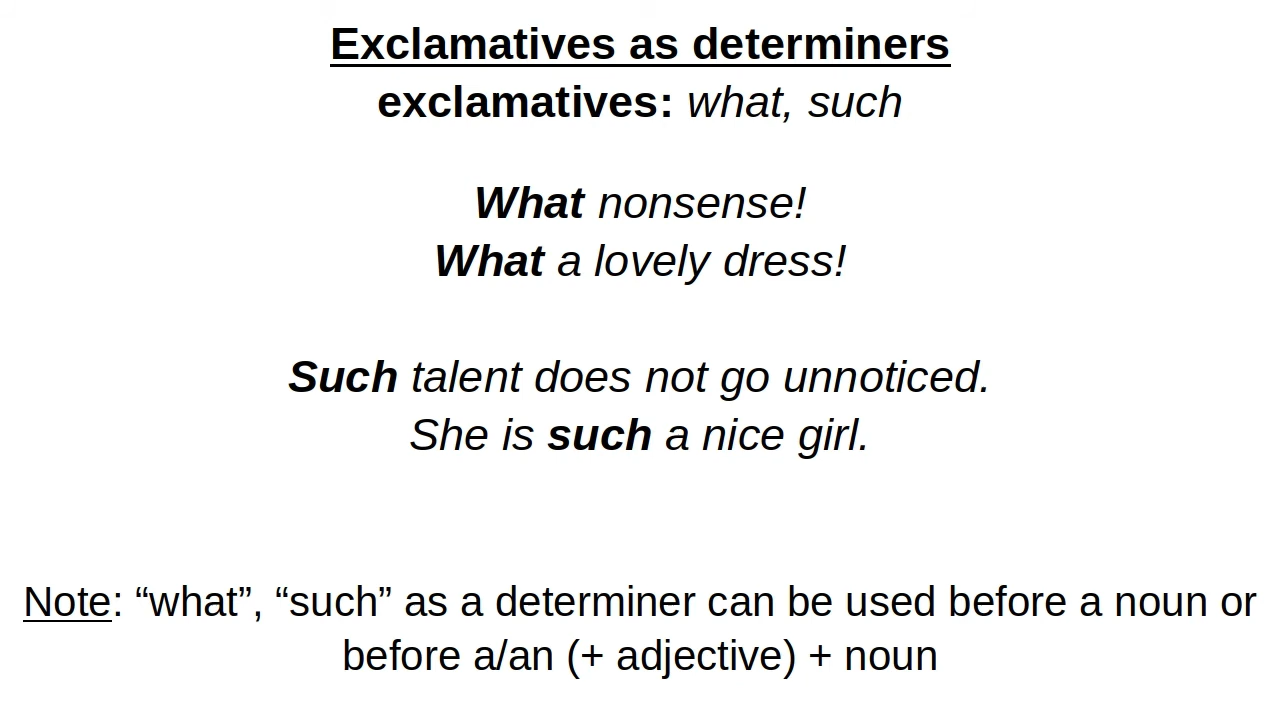 Exclamatives as determiners
exclamatives: what, such
What nonsense!
What a lovely dress!
Such talent does not go unnoticed.
She is such a nice girl.
Note: “what”, “such” as a determiner can be used before a noun or
before a/an (+ adjective) + noun